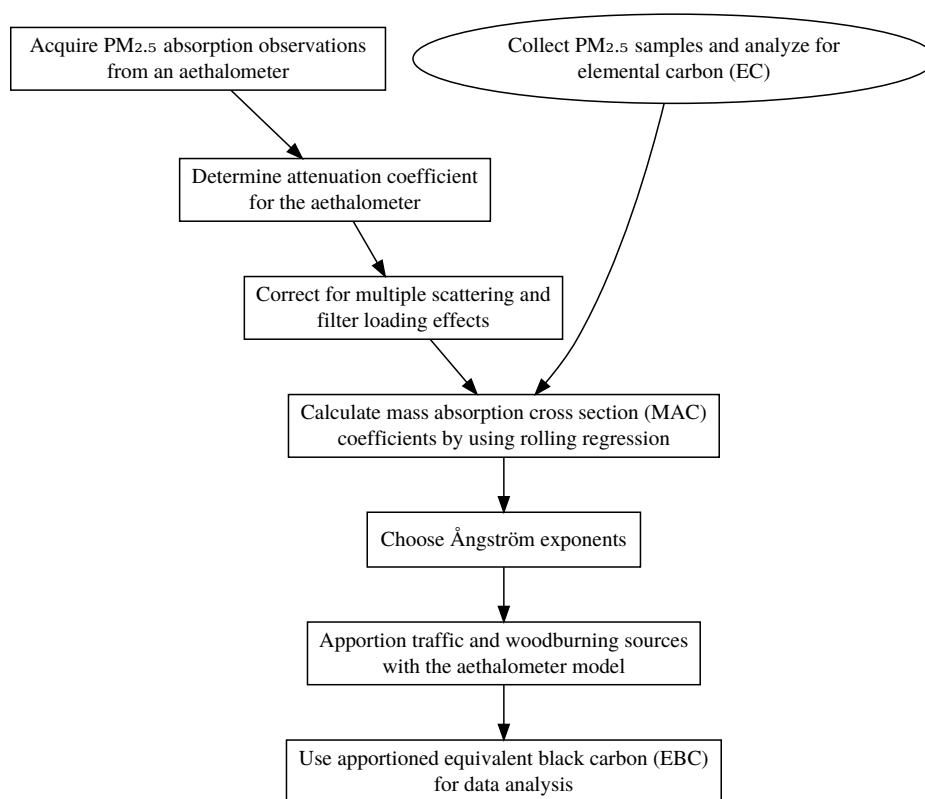 Acquire PM2.5 absorption observations
from an aethalometer
Collect PM2.5 samples and analyze for
elemental carbon (EC)
Determine attenuation coefficient
for the aethalometer
Correct for multiple scattering and
filter loading effects
Calculate mass absorption cross section (MAC)
coefficients by using rolling regression
Choose Ångström exponents
Apportion traffic and woodburning sources
with the aethalometer model
Use apportioned equivalent black carbon (EBC)
for data analysis